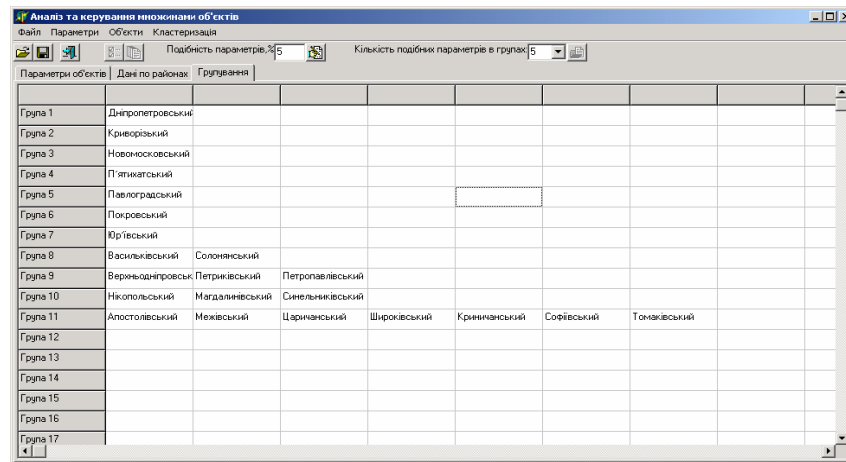 Аналіз та керування множинами об'єктів
Файл Параметри Об'єкти Кластеризація
Подібність параметрів,% 5 Кількість подібних параметрів в групах: 5
Параметри об'єктів Дані по районах Групування
Група 1 Дніпропетровський
Група 2 Криворізький
Група 3 Новомосковський
Група 4 П'ятихатський
Група 5 Павлоградський
Група 6 Покровський
Група 7 Юр'ївський
Група 8 Васильківський Солонянський
Група 9 Верхньодніпровськ Петриківський Петропавлівський
Група 10 Нікопольський Магдалинівський Синельниківський
Група 11 Апостолівський Межівський Царичанський Широківський Криничанський Софіївський Томаківський
Група 12
Група 13
Група 14
Група 15
Група 16
Група 17